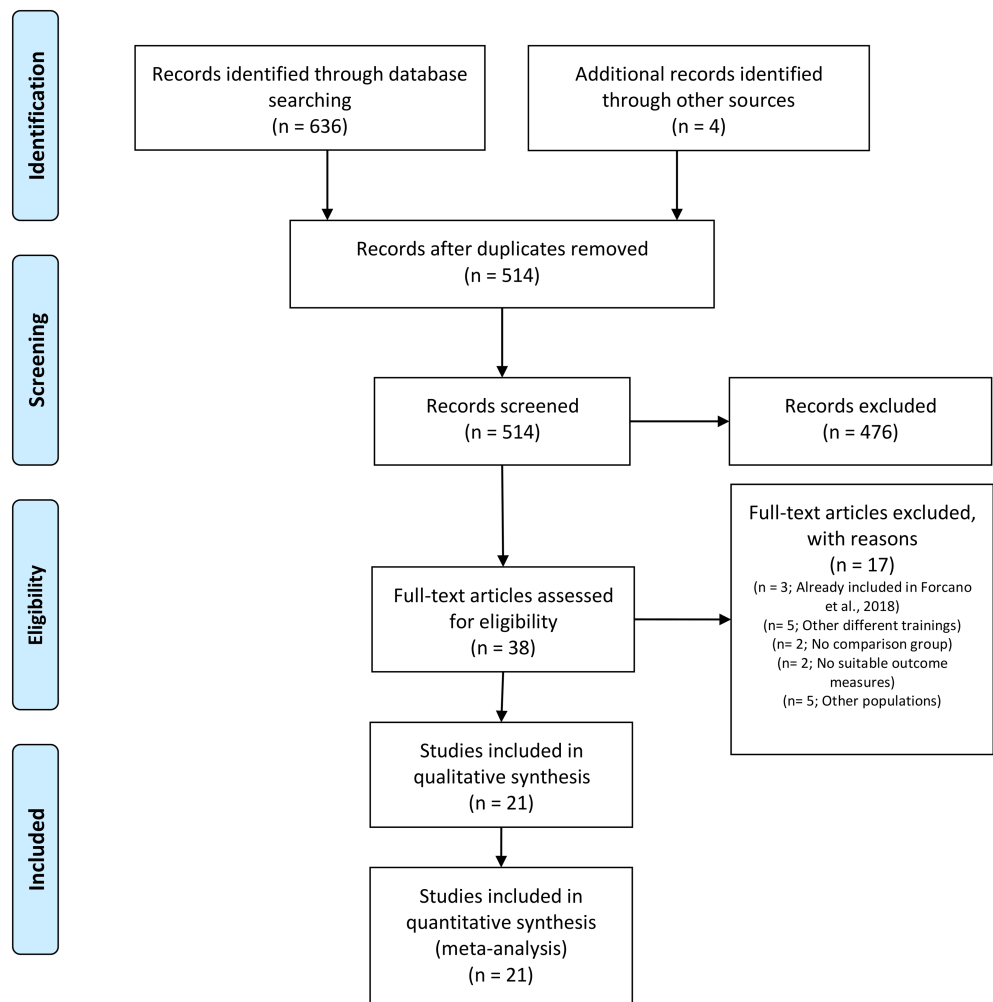 Identification
Records identified through database
searching
(n = 636)
Additional records identified
through other sources
(n = 4)
Records after duplicates removed
(n = 514)
Screening
Records screened
(n = 514)
Records excluded
(n = 476)
Eligibility
Full-text articles assessed
for eligibility
(n = 38)
Full-text articles excluded,
with reasons
(n = 17)
(n = 3; Already included in Forcano
et al., 2018)
(n= 5; Other different trainings)
(n= 2; No comparison group)
(n= 2; No suitable outcome
measures)
(n= 5; Other populations)
Included
Studies included in
qualitative synthesis
(n = 21)
Studies included in
quantitative synthesis
(meta-analysis)
(n = 21)